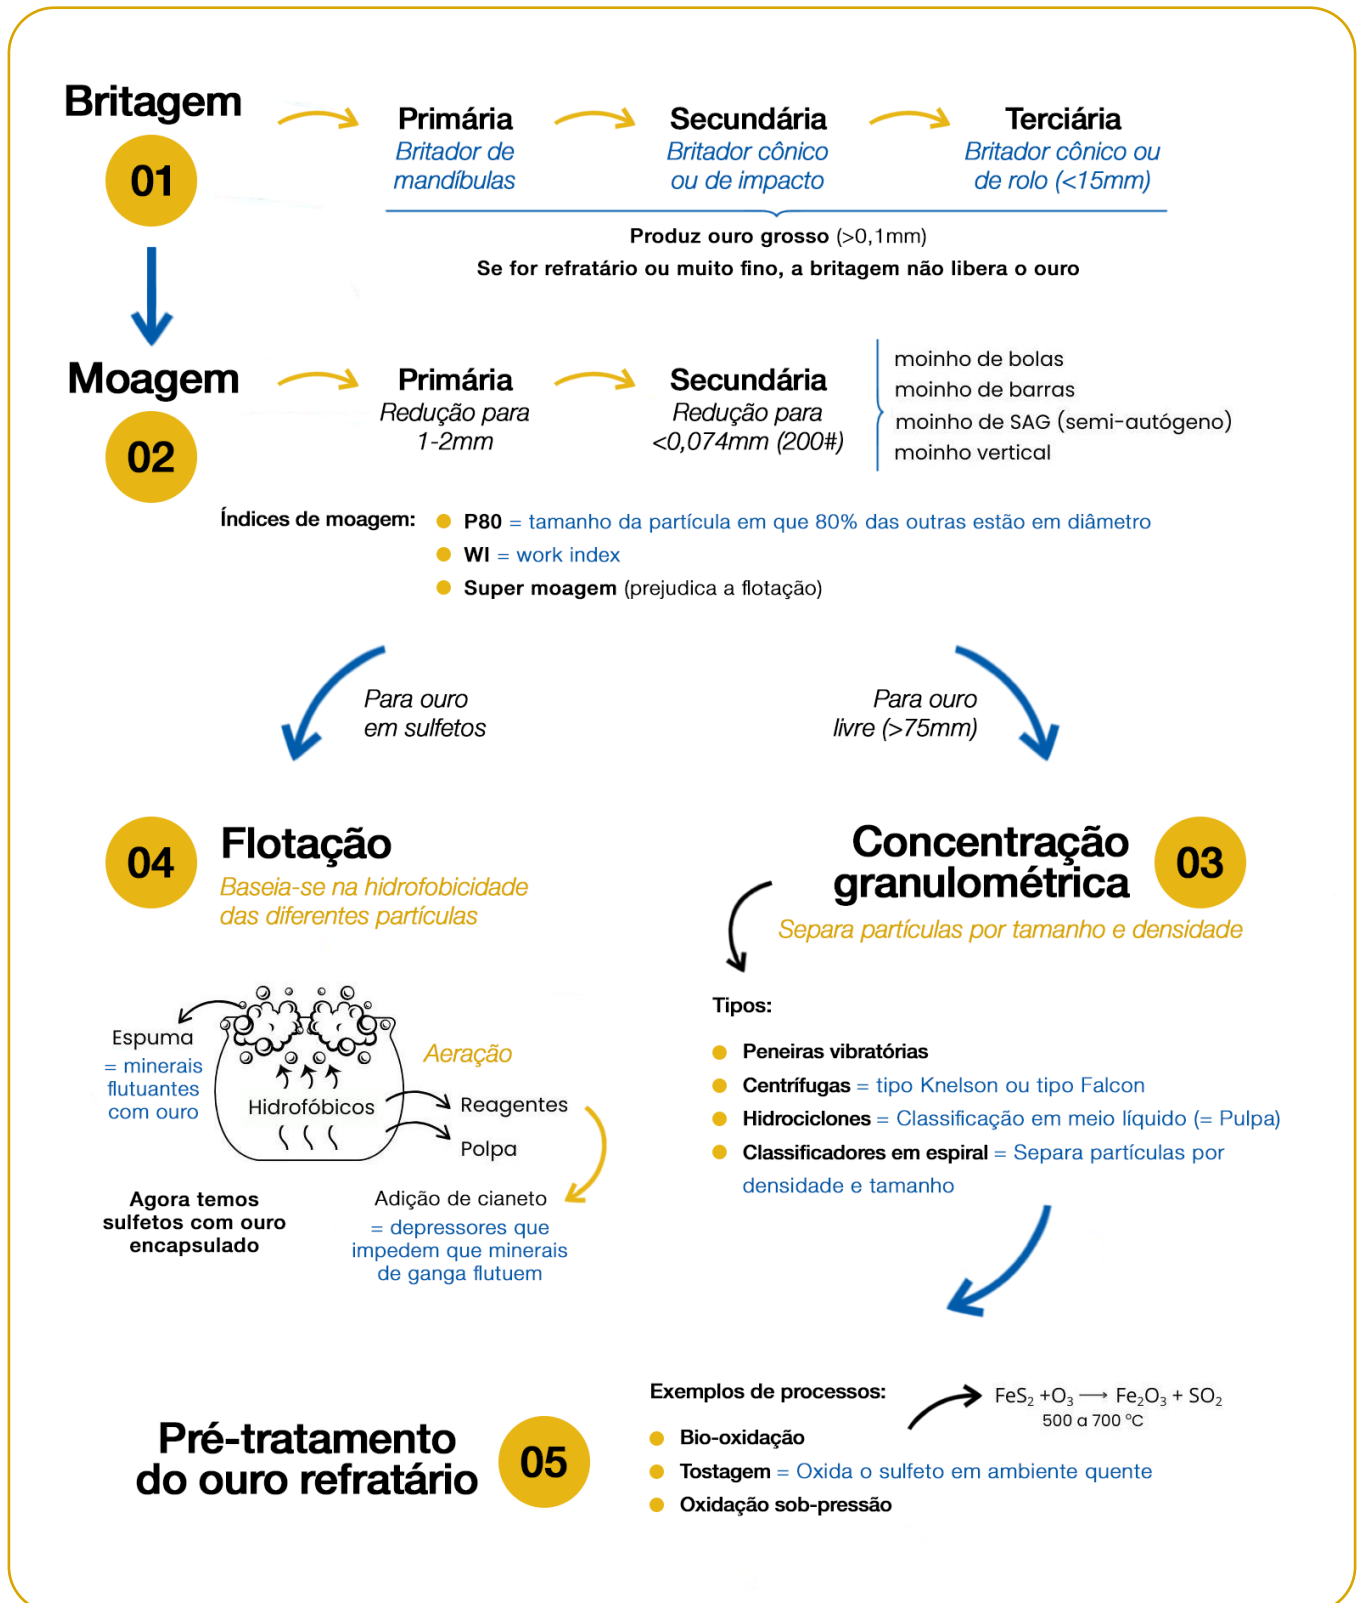 Britagem
01
Primária
Britador de
mandíbulas
Secundária
Britador cônico
ou de impacto
Terciária
Britador cônico ou
de rolo (<15mm)
Produz ouro grosso (>0,1mm)
Se for refratário ou muito fino, a britagem não libera o ouro
Moagem
02
Primária
Redução para
1-2mm
Secundária
Redução para
<0,074mm (200#)
moinho de bolas
moinho de barras
moinho de SAG (semi-autógeno)
moinho vertical
Índices de moagem:
P80 = tamanho da partícula em que 80% das outras estão em diâmetro
WI = work index
Super moagem (prejudica a flotação)
Para ouro
em sulfetos
Para ouro
livre (>75mm)
04
Flotação
Baseia-se na hidrofobicidade
das diferentes partículas
Espuma
= minerais
flutuantes
com ouro
Hidrofóbicos
Aeração
Reagentes
Polpa
Agora temos
sulfetos com ouro
encapsulado
Adição de cianeto
= depressores que
impedem que minerais
de ganga flutuem
Concentração
granulométrica
03
Separa partículas por tamanho e densidade
Tipos:
Peneiras vibratórias
Centrífugas = tipo Knelson ou tipo Falcon
Hidrociclones = Classificação em meio líquido (= Pulpa)
Classificadores em espiral = Separa partículas por
densidade e tamanho
Pré-tratamento
do ouro refratário
05
Exemplos de processos:
Bio-oxidação
Tostagem = Oxida o sulfeto em ambiente quente
Oxidação sob-pressão
FeS₂ +O₃ ⟶ Fe₂O₃ + SO₂
500 a 700 ºC